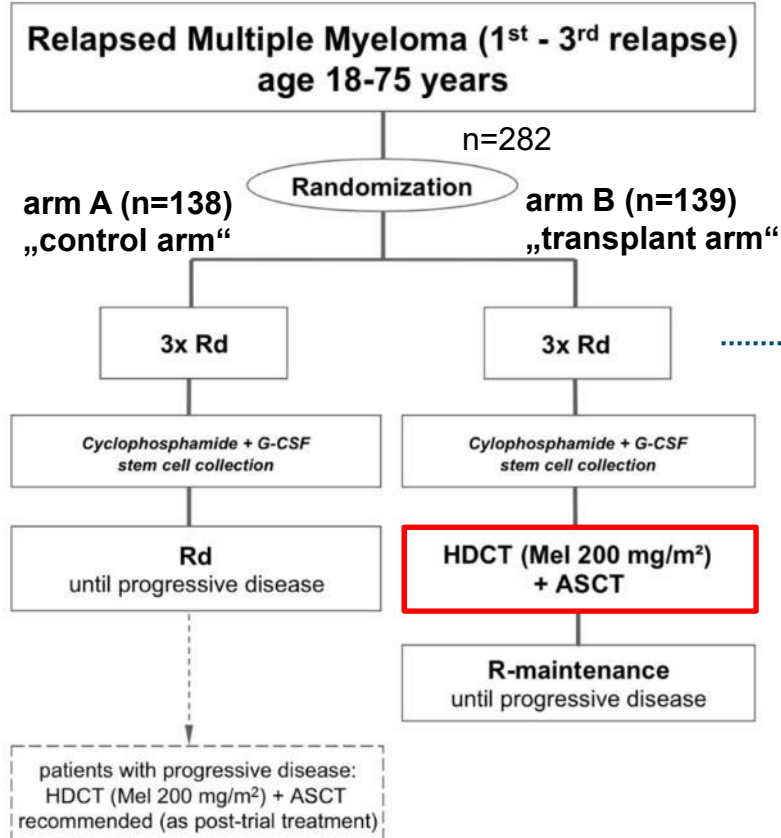 Relapsed Multiple Myeloma (1st - 3rd relapse)
age 18-75 years
n=282
Randomization
arm A (n=138)
„control arm“
arm B (n=139)
„transplant arm“
3x Rd
3x Rd
Cyclophosphamide + G-CSF
stem cell collection
Cylophosphamide + G-CSF
stem cell collection
Rd
until progressive disease
HDCT (Mel 200 mg/m²)
+ ASCT
R-maintenance
until progressive disease
patients with progressive disease:
HDCT (Mel 200 mg/m²) + ASCT
recommended (as post-trial treatment)